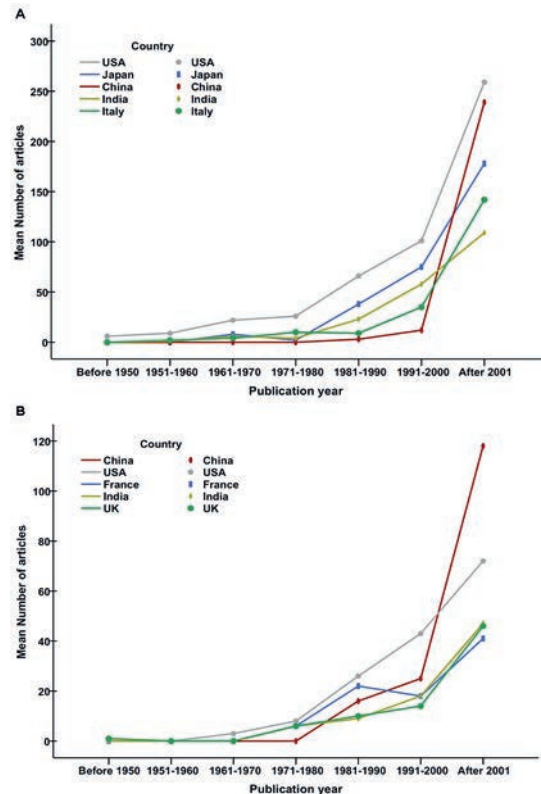 A
Country
USA USA
Japan Japan
China China
India India
Italy Italy
300
250
200
150
100
50
0
Mean Number of articles
Before 1950 1951-1960 1961-1970 1971-1980 1981-1990 1991-2000 After 2001
Publication year
B
Country
China China
USA USA
France France
India India
UK UK
120
100
80
60
40
20
0
Mean Number of articles
Before 1950 1951-1960 1961-1970 1971-1980 1981-1990 1991-2000 After 2001
Publication year